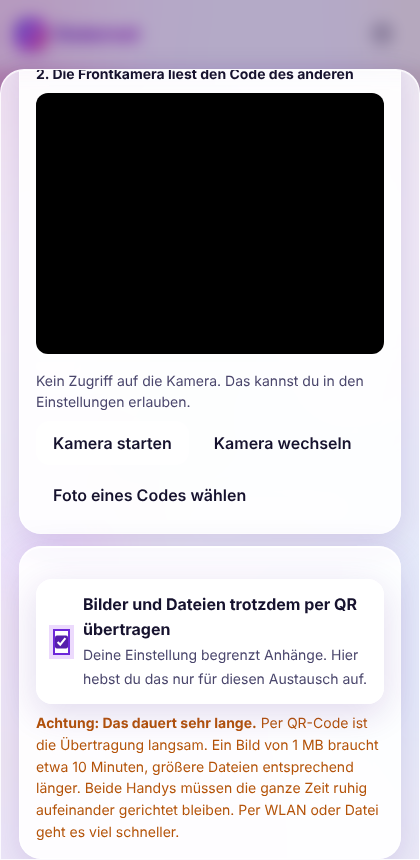 2. Die Frontkamera liest den Code des anderen
Kein Zugriff auf die Kamera. Das kannst du in den
Einstellungen erlauben.
Kamera starten
Kamera wechseln
Foto eines Codes wählen
Bilder und Dateien trotzdem per QR
übertragen
Deine Einstellung begrenzt Anhänge. Hier
hebst du das nur für diesen Austausch auf.
Achtung: Das dauert sehr lange. Per QR-Code ist
die Übertragung langsam. Ein Bild von 1 MB braucht
etwa 10 Minuten, größere Dateien entsprechend
länger. Beide Handys müssen die ganze Zeit ruhig
aufeinander gerichtet bleiben. Per WLAN oder Datei
geht es viel schneller.